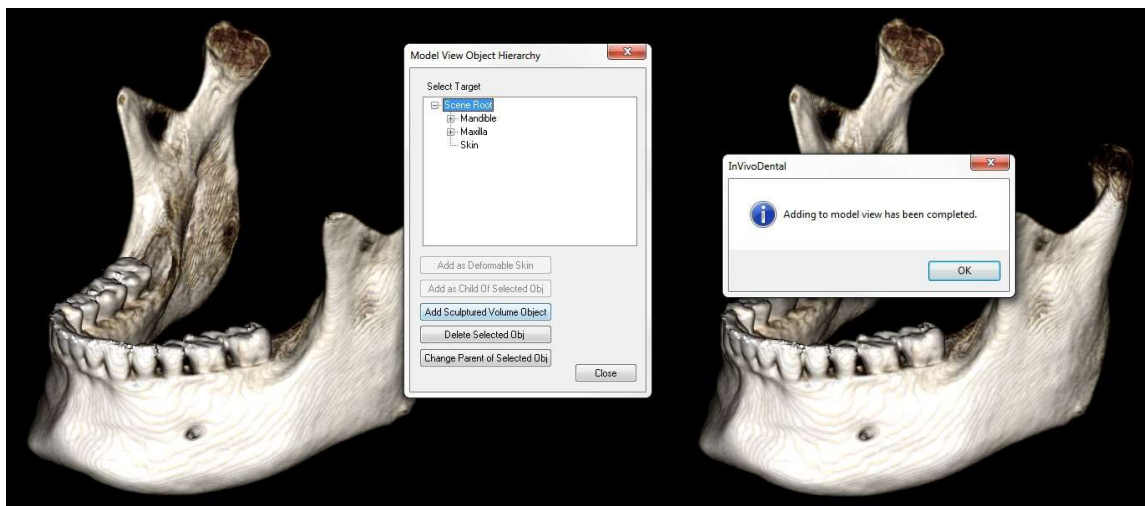 Model View Object Hierarchy
Select Target
Scene Root
Mandible
Maxilla
Skin
Add as Deformable Skin
Add as Child Of Selected Obj
Add Sculptured Volume Object
Delete Selected Obj
Change Parent of Selected Obj
Close
InVivoDental
Adding to model view has been completed.
OK